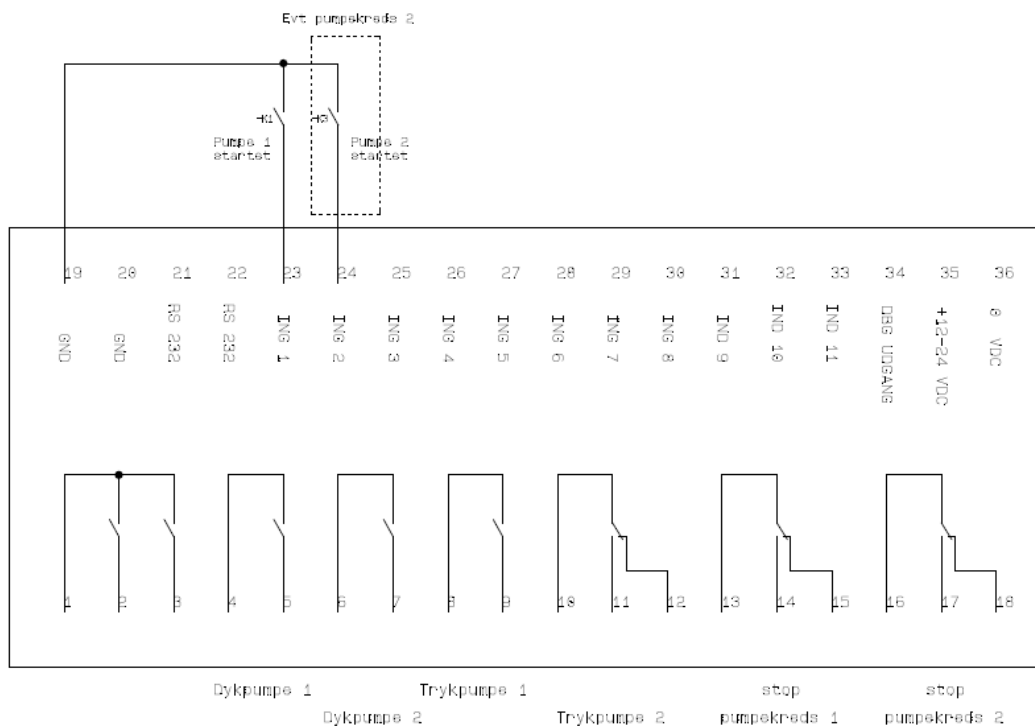 Evt pumpekreds 2
-K1
-K3
Pumpe 1
startet
Pumpe 2
startet
19 20 21 22 23 24 25 26 27 28 29 30 31 32 33 34 35 36
GND
GND
RS 232
RS 232
ING 1
ING 2
ING 3
ING 4
ING 5
ING 6
ING 7
ING 8
IND 9
IND 10
IND 11
DBG UDGANG
+12-24 VDC
0 VDC
1 2 3 4 5 6 7 8 9 10 11 12 13 14 15 16 17 18
Dykpumpe 1
Dykpumpe 2
Trykpumpe 1
Trykpumpe 2
stop
pumpekreds 1
stop
pumpekreds 2